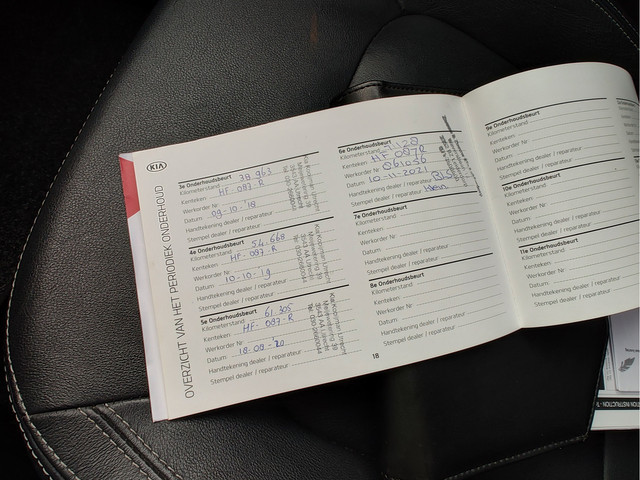 KIA
OVERZICHT VAN HET PERIODIEK ONDERHOUD
3e Onderhoudsbeurt
Kilometerstand 38 963
Kenteken HF-097-R
Werkorder Nr
Datum 09-10-'18
Handtekening dealer / reparateur
Stempel dealer / reparateur
4e Onderhoudsbeurt
Kilometerstand 54.668
Kenteken HF-097-R
Werkorder Nr
Datum 10-10-19
Handtekening dealer / reparateur
Stempel dealer / reparateur
5e Onderhoudsbeurt
Kilometerstand 61 305
Kenteken HF-097-R
Werkorder Nr
Datum 18-09-'20
Handtekening dealer / reparateur
Stempel dealer / reparateur
6e Onderhoudsbeurt
Kilometerstand
Kenteken HF 097R
Werkorder Nr 061056
Datum 10-11-2021
Handtekening dealer / reparateur
Stempel dealer / reparateur
7e Onderhoudsbeurt
Kilometerstand
Kenteken
Werkorder Nr
Datum
Handtekening dealer / reparateur
Stempel dealer / reparateur
8e Onderhoudsbeurt
Kilometerstand
Kenteken
Werkorder Nr
Datum
Handtekening dealer / reparateur
Stempel dealer / reparateur
18
9e Onderhoudsbeurt
Kilometerstand
Kenteken
Werkorder Nr
Datum
Handtekening dealer / reparateur
Stempel dealer / reparateur
10e Onderhoudsbeurt
Kilometerstand
Kenteken
Werkorder Nr
Datum
Handtekening dealer / reparateur
Stempel dealer / reparateur
11e Onderhoudsbeurt
Kilometerstand
Kenteken
Werkorder Nr
Datum
Handtekening dealer / reparateur
Stempel dealer / reparateur